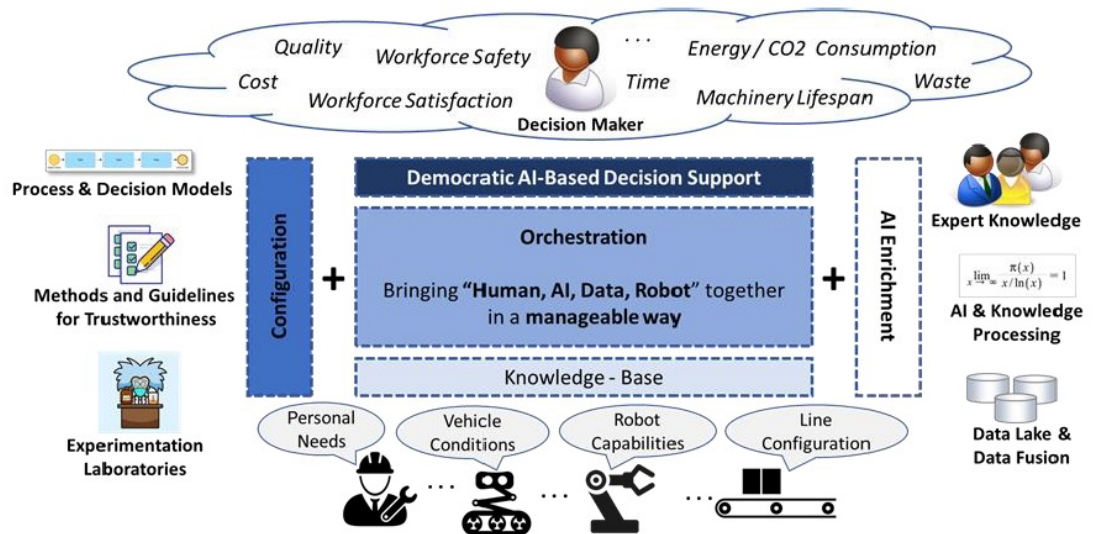 Quality
Workforce Safety
...
Energy / CO2 Consumption
Cost
Time
Waste
Workforce Satisfaction
Machinery Lifespan
Decision Maker
Process & Decision Models
Methods and Guidelines
for Trustworthiness
Experimentation
Laboratories
Configuration
+
Democratic AI-Based Decision Support
Orchestration
Bringing “Human, AI, Data, Robot” together
in a manageable way
Knowledge - Base
+
AI Enrichment
Expert Knowledge
lim x→∞ π(x) / x/ln(x) = 1
AI & Knowledge
Processing
Data Lake &
Data Fusion
Personal
Needs
Vehicle
Conditions
Robot
Capabilities
Line
Configuration
... ... ...